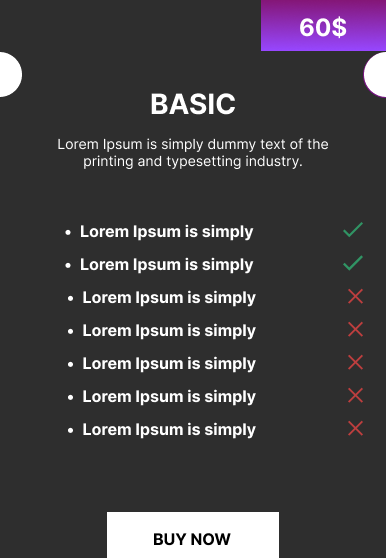 60$
BASIC
Lorem Ipsum is simply dummy text of the
printing and typesetting industry.
• Lorem Ipsum is simply
• Lorem Ipsum is simply
• Lorem Ipsum is simply
• Lorem Ipsum is simply
• Lorem Ipsum is simply
• Lorem Ipsum is simply
• Lorem Ipsum is simply
BUY NOW